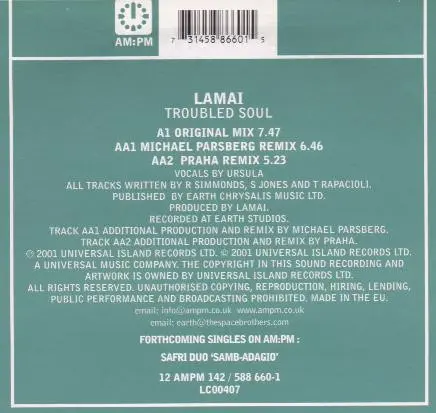 7 31458 86601 5
AM:PM
LAMAI
TROUBLED SOUL
A1 ORIGINAL MIX 7.47
AA1 MICHAEL PARSBERG REMIX 6.46
AA2 PRAHA REMIX 5.23
VOCALS BY URSULA
ALL TRACKS WRITTEN BY R SIMMONDS, S JONES AND T RAPACIOLI.
PUBLISHED BY EARTH CHRYSALIS MUSIC LTD.
PRODUCED BY LAMAI.
RECORDED AT EARTH STUDIOS.
TRACK AA1 ADDITIONAL PRODUCTION AND REMIX BY MICHAEL PARSBERG.
TRACK AA2 ADDITIONAL PRODUCTION AND REMIX BY PRAHA.
℗ 2001 UNIVERSAL ISLAND RECORDS LTD. © 2001 UNIVERSAL ISLAND RECORDS LTD.
A UNIVERSAL MUSIC COMPANY. THE COPYRIGHT IN THIS SOUND RECORDING AND
ARTWORK IS OWNED BY UNIVERSAL ISLAND RECORDS LTD.
ALL RIGHTS RESERVED. UNAUTHORISED COPYING, REPRODUCTION, HIRING, LENDING,
PUBLIC PERFORMANCE AND BROADCASTING PROHIBITED. MADE IN THE EU.
email: info@ampm.co.uk www.ampm.co.uk
email: earth@thespacebrothers.com
FORTHCOMING SINGLES ON AM:PM :
SAFRI DUO 'SAMB-ADAGIO'
12 AMPM 142 / 588 660-1
LC00407